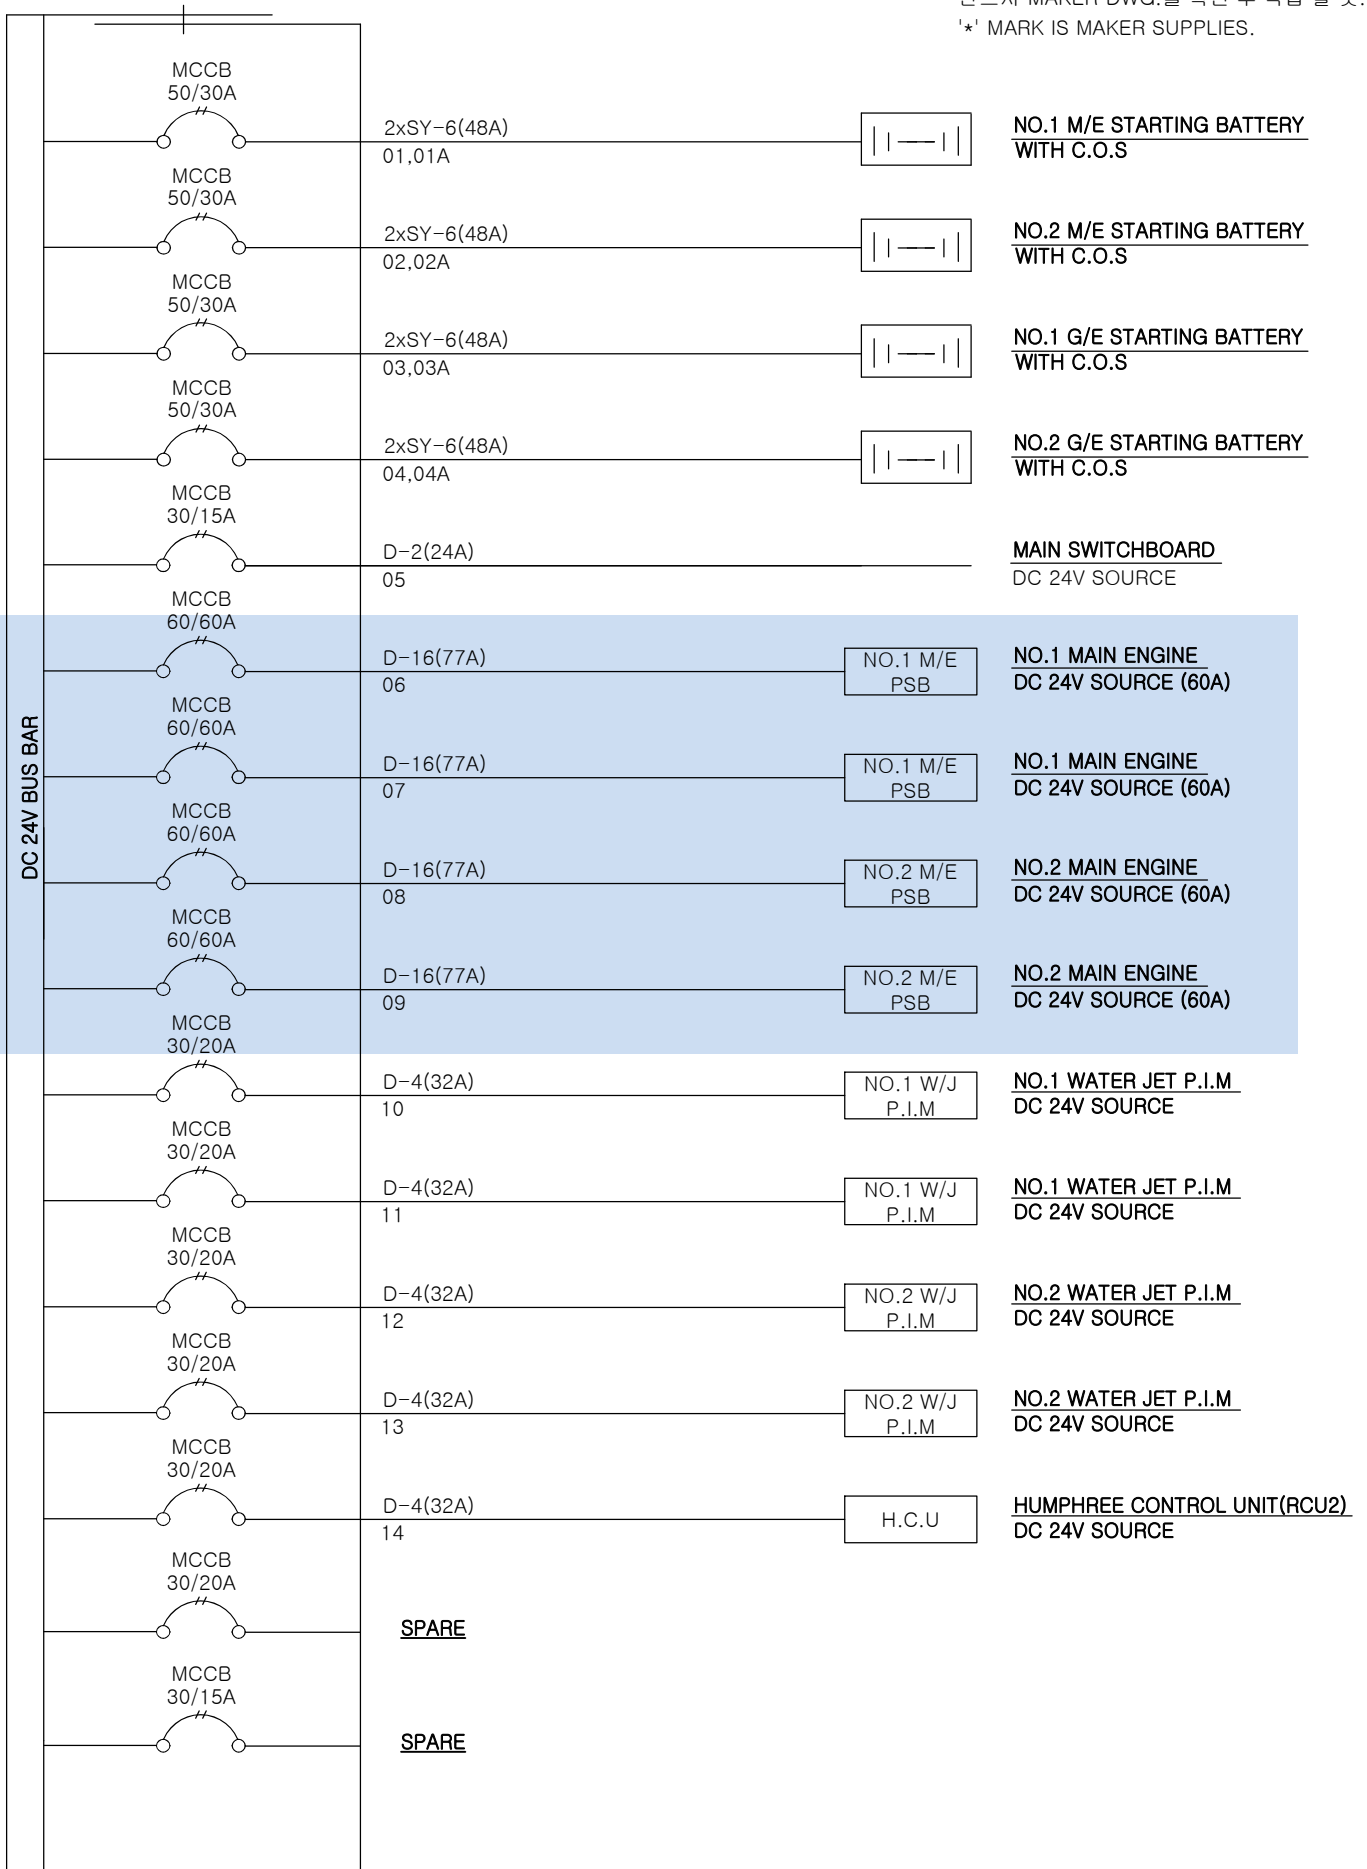 '*' MARK IS MAKER SUPPLIES.
MCCB
50/30A
2xSY-6(48A)
01,01A
NO.1 M/E STARTING BATTERY
WITH C.O.S
MCCB
50/30A
2xSY-6(48A)
02,02A
NO.2 M/E STARTING BATTERY
WITH C.O.S
MCCB
50/30A
2xSY-6(48A)
03,03A
NO.1 G/E STARTING BATTERY
WITH C.O.S
MCCB
50/30A
2xSY-6(48A)
04,04A
NO.2 G/E STARTING BATTERY
WITH C.O.S
MCCB
30/15A
D-2(24A)
05
MAIN SWITCHBOARD
DC 24V SOURCE
DC 24V BUS BAR
MCCB
60/60A
D-16(77A)
06
NO.1 M/E
PSB
NO.1 MAIN ENGINE
DC 24V SOURCE (60A)
MCCB
60/60A
D-16(77A)
07
NO.1 M/E
PSB
NO.1 MAIN ENGINE
DC 24V SOURCE (60A)
MCCB
60/60A
D-16(77A)
08
NO.2 M/E
PSB
NO.2 MAIN ENGINE
DC 24V SOURCE (60A)
MCCB
60/60A
D-16(77A)
09
NO.2 M/E
PSB
NO.2 MAIN ENGINE
DC 24V SOURCE (60A)
MCCB
30/20A
D-4(32A)
10
NO.1 W/J
P.I.M
NO.1 WATER JET P.I.M
DC 24V SOURCE
MCCB
30/20A
D-4(32A)
11
NO.1 W/J
P.I.M
NO.1 WATER JET P.I.M
DC 24V SOURCE
MCCB
30/20A
D-4(32A)
12
NO.2 W/J
P.I.M
NO.2 WATER JET P.I.M
DC 24V SOURCE
MCCB
30/20A
D-4(32A)
13
NO.2 W/J
P.I.M
NO.2 WATER JET P.I.M
DC 24V SOURCE
MCCB
30/20A
D-4(32A)
14
H.C.U
HUMPHREE CONTROL UNIT(RCU2)
DC 24V SOURCE
MCCB
30/20A
SPARE
MCCB
30/15A
SPARE